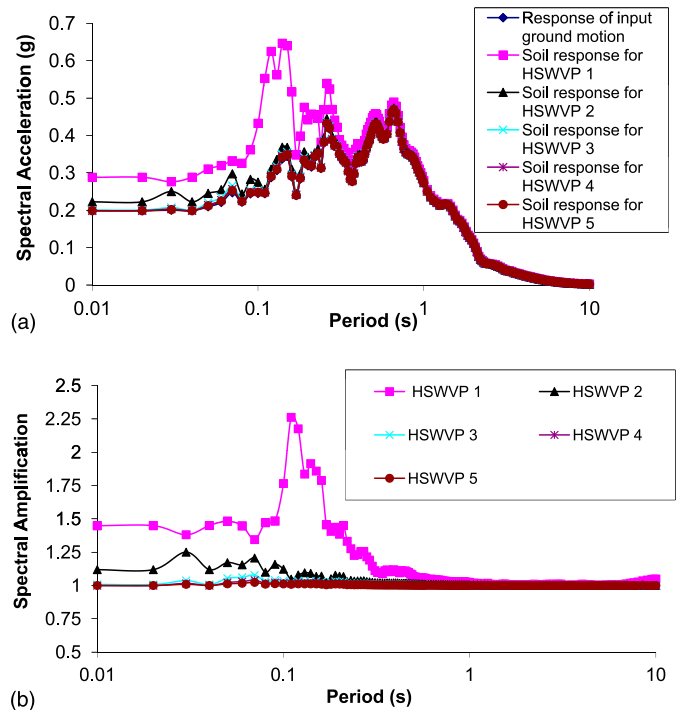 0.7
0.6
0.5
0.4
0.3
0.2
0.1
0
Spectral Acceleration (g)
0.01
0.1
1
10
Period (s)
(a)
Response of input
ground motion
Soil response for
HSWVP 1
Soil response for
HSWVP 2
Soil response for
HSWVP 3
Soil response for
HSWVP 4
Soil response for
HSWVP 5
2.5
2.25
2
1.75
1.5
1.25
1
0.75
0.5
Spectral Amplification
HSWVP 1
HSWVP 2
HSWVP 3
HSWVP 4
HSWVP 5
0.01
0.1
1
10
Period (s)
(b)